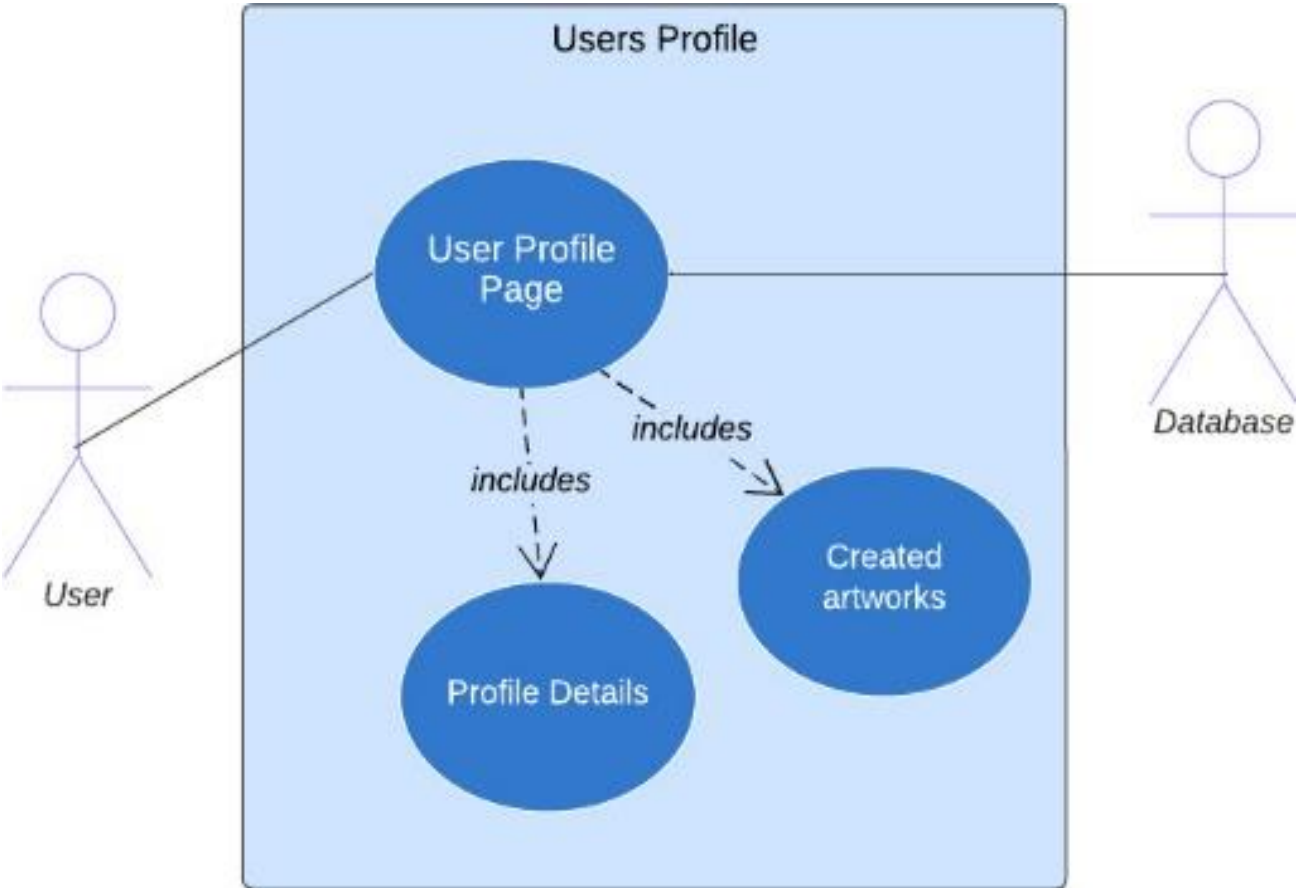 Users Profile
User Profile
Page
includes
Database
includes
Created
artworks
User
Profile Details